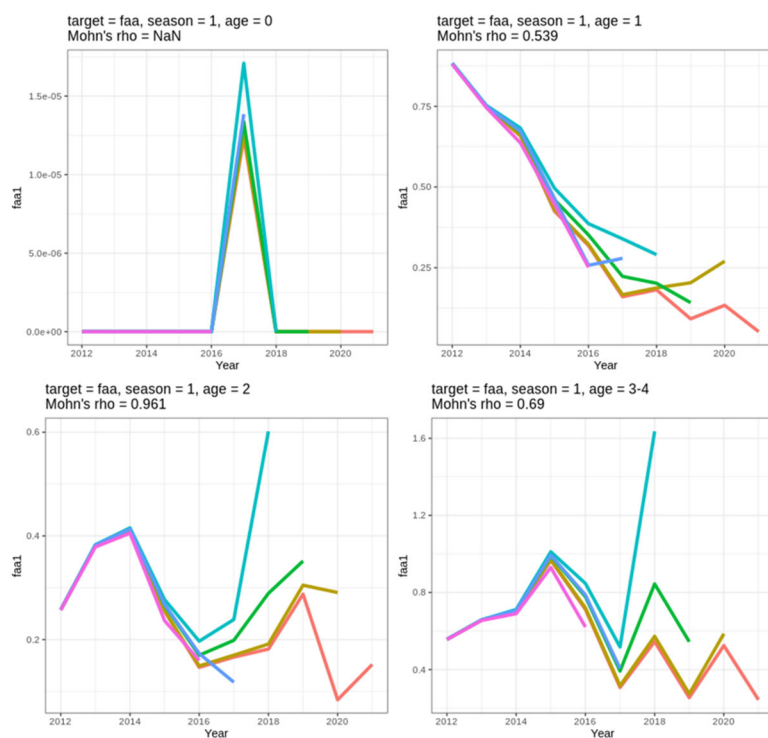 target = faa, season = 1, age = 0
Mohn's rho = NaN
1.5e-05
1.0e-05
5.0e-06
0.0e+00
faa1
2012 2014 2016 2018 2020
Year
target = faa, season = 1, age = 1
Mohn's rho = 0.539
0.75
0.50
0.25
faa1
2012 2014 2016 2018 2020
Year
target = faa, season = 1, age = 2
Mohn's rho = 0.961
0.6
0.4
0.2
faa1
2012 2014 2016 2018 2020
Year
target = faa, season = 1, age = 3-4
Mohn's rho = 0.69
1.6
1.2
0.8
0.4
faa1
2012 2014 2016 2018 2020
Year